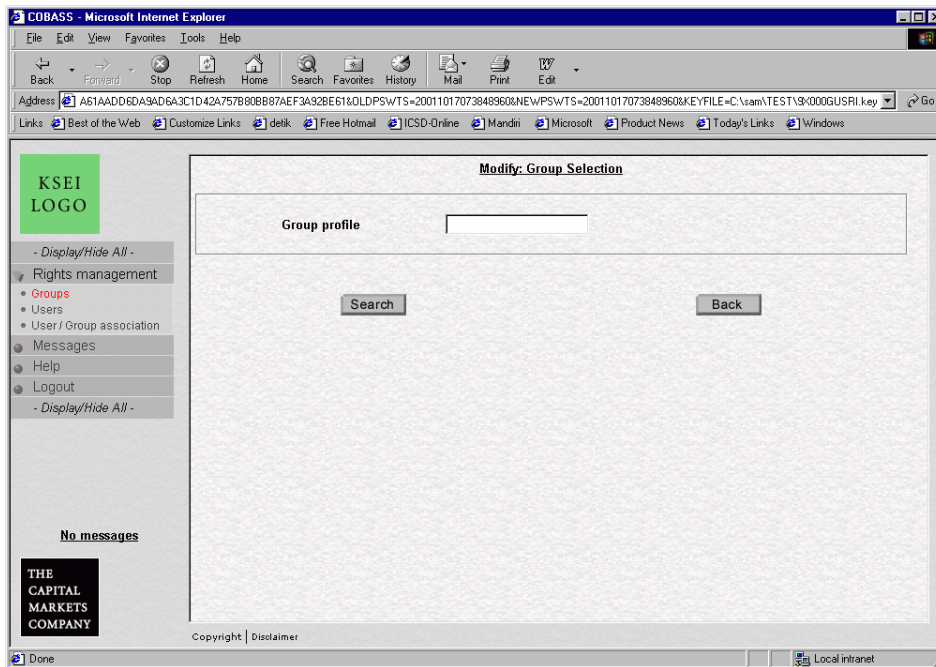 COBASS - Microsoft Internet Explorer
File Edit View Favorites Tools Help
Back Forward Stop Refresh Home Search Favorites History Mail Print Edit
Address A61AADD6DA9AD6A3C1D42A757B80BB87AEF3A92BE61&OLDPSWTS=20011017073848960&NEWPSWTS=20011017073848960&KEYFILE=C:\sam\TEST\9X000GUSRI.key Go
Links Best of the Web Customize Links detik Free Hotmail ICSD-Online Mandiri Microsoft Product News Today's Links Windows
KSEI
LOGO
- Display/Hide All -
Rights management
Groups
Users
User / Group association
Messages
Help
Logout
- Display/Hide All -
No messages
THE
CAPITAL
MARKETS
COMPANY
Modify: Group Selection
Group profile
Search Back
Copyright | Disclaimer
Done Local intranet